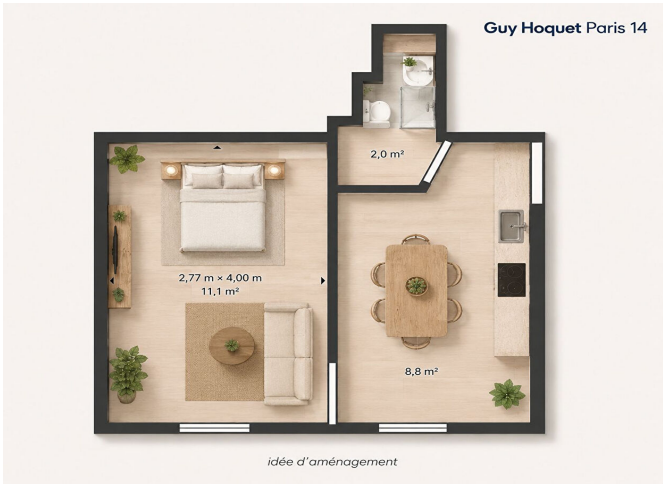 Guy Hoquet Paris 14
2,0 m²
2,77 m × 4,00 m
11,1 m²
8,8 m²
idée d'aménagement